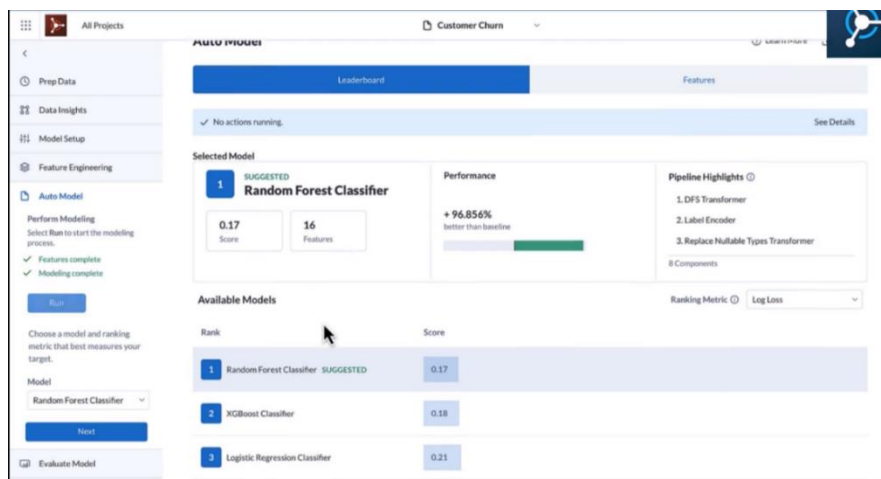 All Projects
Customer Churn
Auto Model
Learn More
Prep Data
Data Insights
Model Setup
Feature Engineering
Auto Model
Perform Modeling
Select Run to start the modeling
process.
Features complete
Modeling complete
Run
Choose a model and ranking
metric that best measures your
target.
Model
Random Forest Classifier
Next
Evaluate Model
Leaderboard
Features
No actions running.
See Details
Selected Model
1
SUGGESTED
Random Forest Classifier
0.17
Score
16
Features
Performance
+ 96.856%
better than baseline
Pipeline Highlights
1. DFS Transformer
2. Label Encoder
3. Replace Nullable Types Transformer
8 Components
Available Models
Ranking Metric
Log Loss
Rank
Score
1 Random Forest Classifier SUGGESTED 0.17
2 XGBoost Classifier 0.18
3 Logistic Regression Classifier 0.21